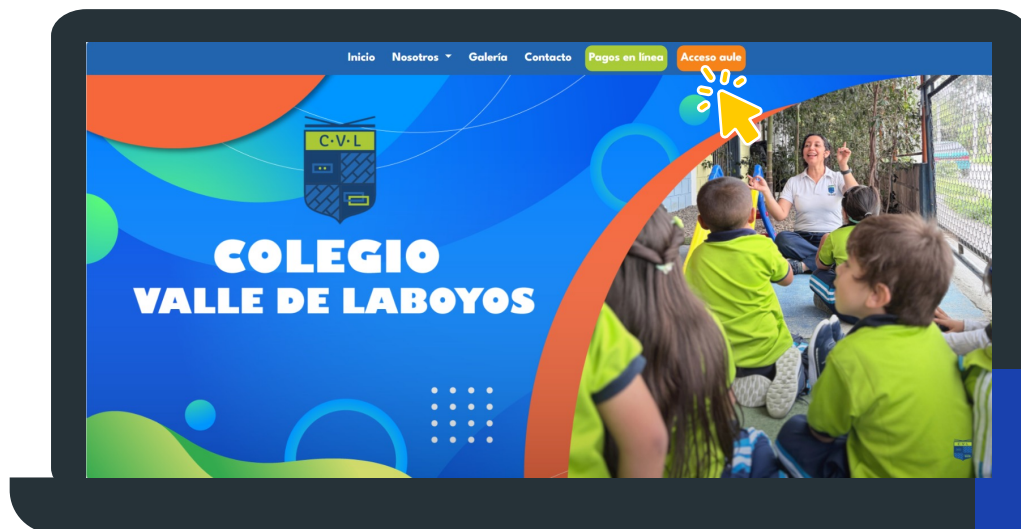 Inicio Nosotros Galería Contacto Pagos en línea Acceso aule
C·V·L
COLEGIO
VALLE DE LABOYOS